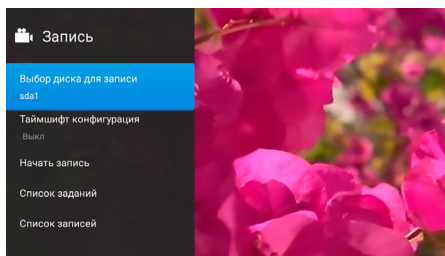 Запись
Выбор диска для записи
sda1
Таймшифт конфигурация
Выкл
Начать запись
Список заданий
Список записей